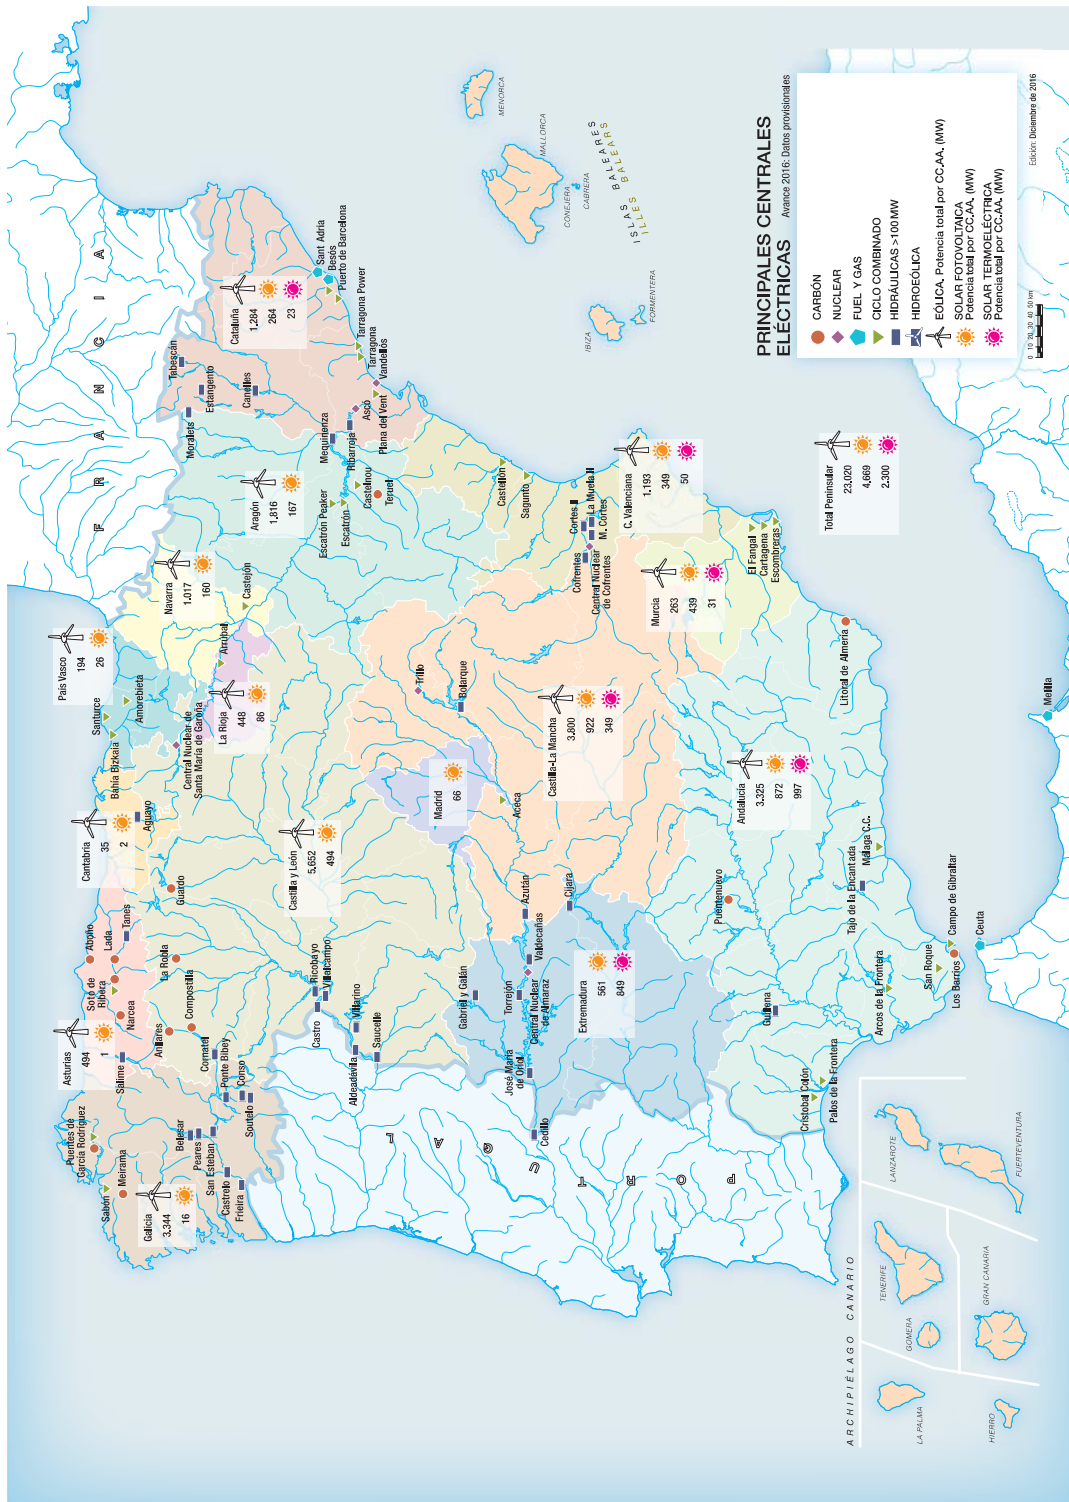 PRINCIPALES CENTRALES
ELÉCTRICAS Avance 2016: Datos provisionales
CARBÓN
NUCLEAR
FUEL Y GAS
CICLO COMBINADO
HIDRÁULICAS >100 MW
HIDROEÓLICA
EÓLICA. Potencia total por CC.AA. (MW)
SOLAR FOTOVOLTAICA
Potencia total por CC.AA. (MW)
SOLAR TERMOELÉCTRICA
Potencia total por CC.AA. (MW)
0 10 20 30 40 50 km
Edición: Diciembre de 2016
FRANCIA
PORTUGAL
Puentes de
García Rodríguez
Sabón
Meirama
Galicia
3.344
16
Belesar
Peares
San Esteban
Castrelo
Frieira
Soutelo
Conso
Ponte Bibey
Cornatel
Asturias
494
1
Salime
Narcea
Soto de
Ribera
Aboño
Lada
Tanes
Anllares
Compostilla
La Robla
Guardo
Cantabria
35
2
Aguayo
Bahía Bizkaia
Santurce
Amorebieta
País Vasco
194
26
Central Nuclear de
Santa María de Garoña
La Rioja
448
86
Arrúbal
Navarra
1.017
160
Castejón
Castilla y León
5.652
494
Ricobayo
Villalcampo
Castro
Villarino
Aldeadávila
Saucelle
Aragón
1,816
167
Escatrón Peaker
Escatrón
Castelnou
Teruel
Mequinenza
Ribarroja
Moralets
Tabescán
Estangento
Canelles
Cataluña
1,284
264
23
Sant Adrià
Besós
Puerto de Barcelona
Tarragona Power
Tarragona
Vandellós
Ascó
Plana del Vent
Madrid
66
Trillo
Bolarque
Aceca
Castilla-La Mancha
3.800
922
349
Azután
Cijara
Valdecañas
Gabriel y Galán
Torrejón
Central Nuclear
de Almaraz
José María
de Oriol
Cedillo
Extremadura
561
849
Castellón
Sagunto
Cortes II
La Muela II
M. Cortes
Cofrentes
Central Nuclear
de Cofrentes
C. Valenciana
1.193
349
50
Murcia
263
439
31
El Fangal
Cartagena
Escombreras
Total Peninsular
23,020
4,669
2.300
Andalucía
3.325
872
997
Litoral de Almería
Puentenuevo
Tajo de la Encantada
Málaga C.C.
Guillena
Arcos de la Frontera
San Roque
Los Barrios
Campo de Gibraltar
Cristobal Colón
Palos de la Frontera
Ceuta
Melilla
ISLAS BALEARES
ILLES BALEARS
MENORCA
MALLORCA
CABRERA
CONEJERA
IBIZA
FORMENTERA
ARCHIPIÉLAGO CANARIO
LA PALMA
HIERRO
GOMERA
TENERIFE
GRAN CANARIA
LANZAROTE
FUERTEVENTURA